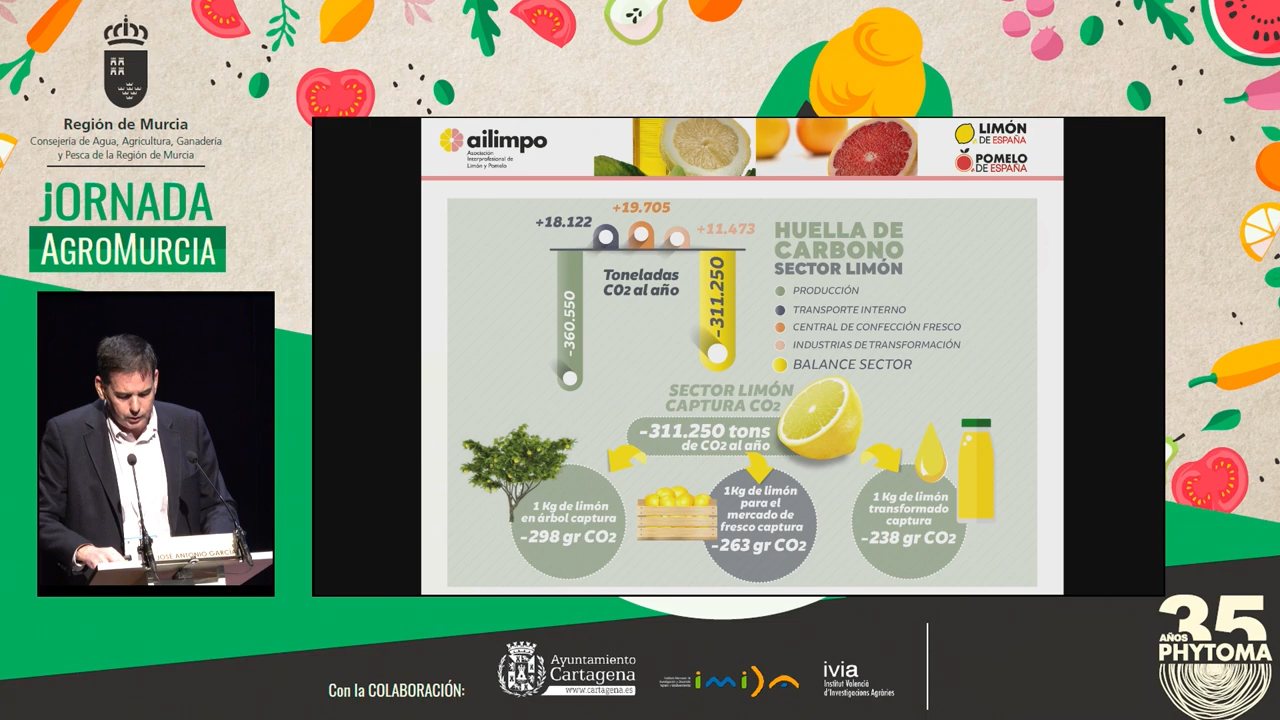 Región de Murcia
Consejería de Agua, Agricultura, Ganadería
y Pesca de la Región de Murcia
jORNADA
AGROMURCIA
JOSÉ ANTONIO GARCÍA
ailimpo
Asociación
Interprofesional de
Limón y Pomelo
LIMÓN
DE ESPAÑA
POMELO
DE ESPAÑA
+18.122
+19.705
+11.473
-360.550
Toneladas
CO2 al año
-311.250
HUELLA DE
CARBONO
SECTOR LIMÓN
PRODUCCIÓN
TRANSPORTE INTERNO
CENTRAL DE CONFECCIÓN FRESCO
INDUSTRIAS DE TRANSFORMACIÓN
BALANCE SECTOR
SECTOR LIMÓN
CAPTURA CO2
-311.250 tons
de CO2 al año
1 Kg de limón
en árbol captura
-298 gr CO2
1Kg de limón
para el
mercado de
fresco captura
-263 gr CO2
1 Kg de limón
transformado
captura
-238 gr CO2
Con la COLABORACIÓN:
Ayuntamiento
Cartagena
www.cartagena.es
imida
ivia
Institut Valencià
d'Investigacions Agràries
35
AÑOS
PHYTOMA